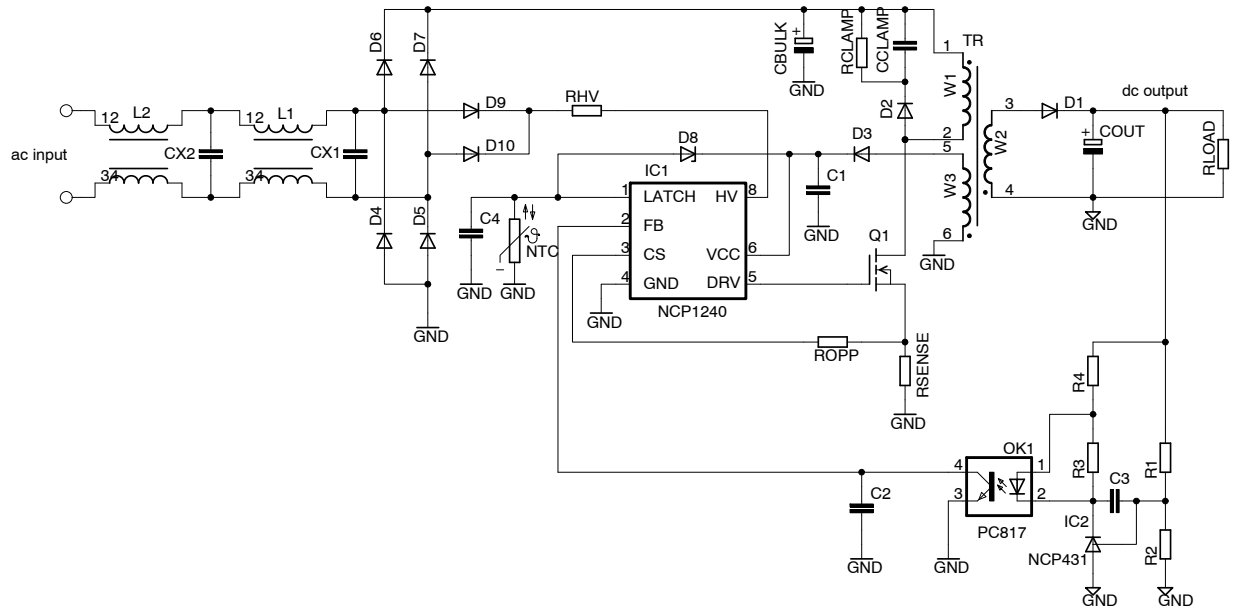 D6
D7
CBULK
+
RCLAMP
CCLAMP
1
TR
W1
D2
2
5
W2
W3
6
GND
GND
3
D1
dc output
+
COUT
RLOAD
4
GND
ac input
12
L2
34
CX2
12
L1
34
CX1
D9
D10
RHV
D8
D3
C1
GND
D4
D5
GND
C4
GND
NTC
GND
IC1
1
LATCH
HV
8
2
FB
3
CS
VCC
6
4
GND
DRV
5
NCP1240
GND
Q1
ROPP
RSENSE
GND
R4
R3
R1
OK1
4
1
3
2
PC817
C2
GND
GND
C3
IC2
NCP431
R2
GND
GND